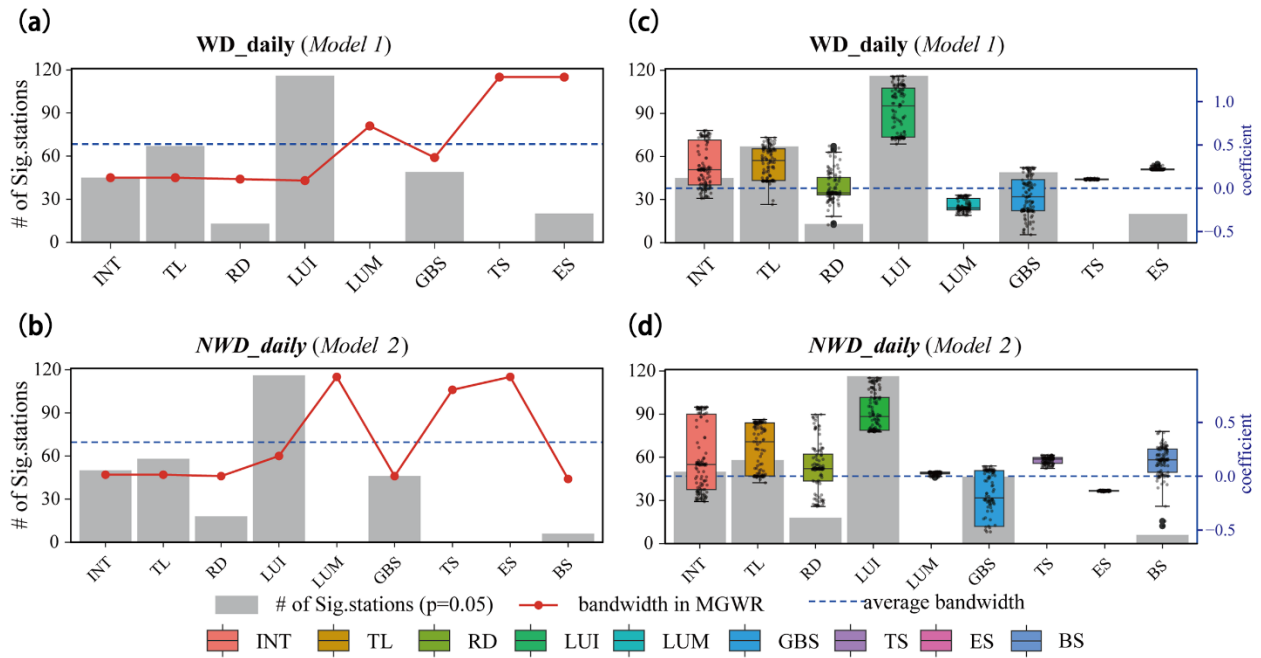 (a)
WD_daily (Model 1)
# of Sig.stations
120
90
60
30
0
INT TL RD LUI LUM GBS TS ES
(c)
WD_daily (Model 1)
120
90
60
30
0
1.0
0.5
0.0
−0.5
coefficient
INT TL RD LUI LUM GBS TS ES
(b)
NWD_daily (Model 2)
# of Sig.stations
120
90
60
30
0
INT TL RD LUI LUM GBS TS ES BS
(d)
NWD_daily (Model 2)
120
90
60
30
0
0.5
0.0
−0.5
coefficient
INT TL RD LUI LUM GBS TS ES BS
# of Sig.stations (p=0.05) bandwidth in MGWR average bandwidth
INT TL RD LUI LUM GBS TS ES BS